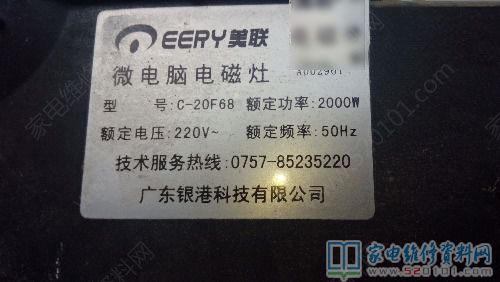 EERY美联
微电脑电磁灶
型 号:C-20F68 额定功率:2000W
额定电压:220V~ 额定频率:50Hz
技术服务热线:0757-85235220
广东银港科技有限公司
家电维修资料网
www.520101.com